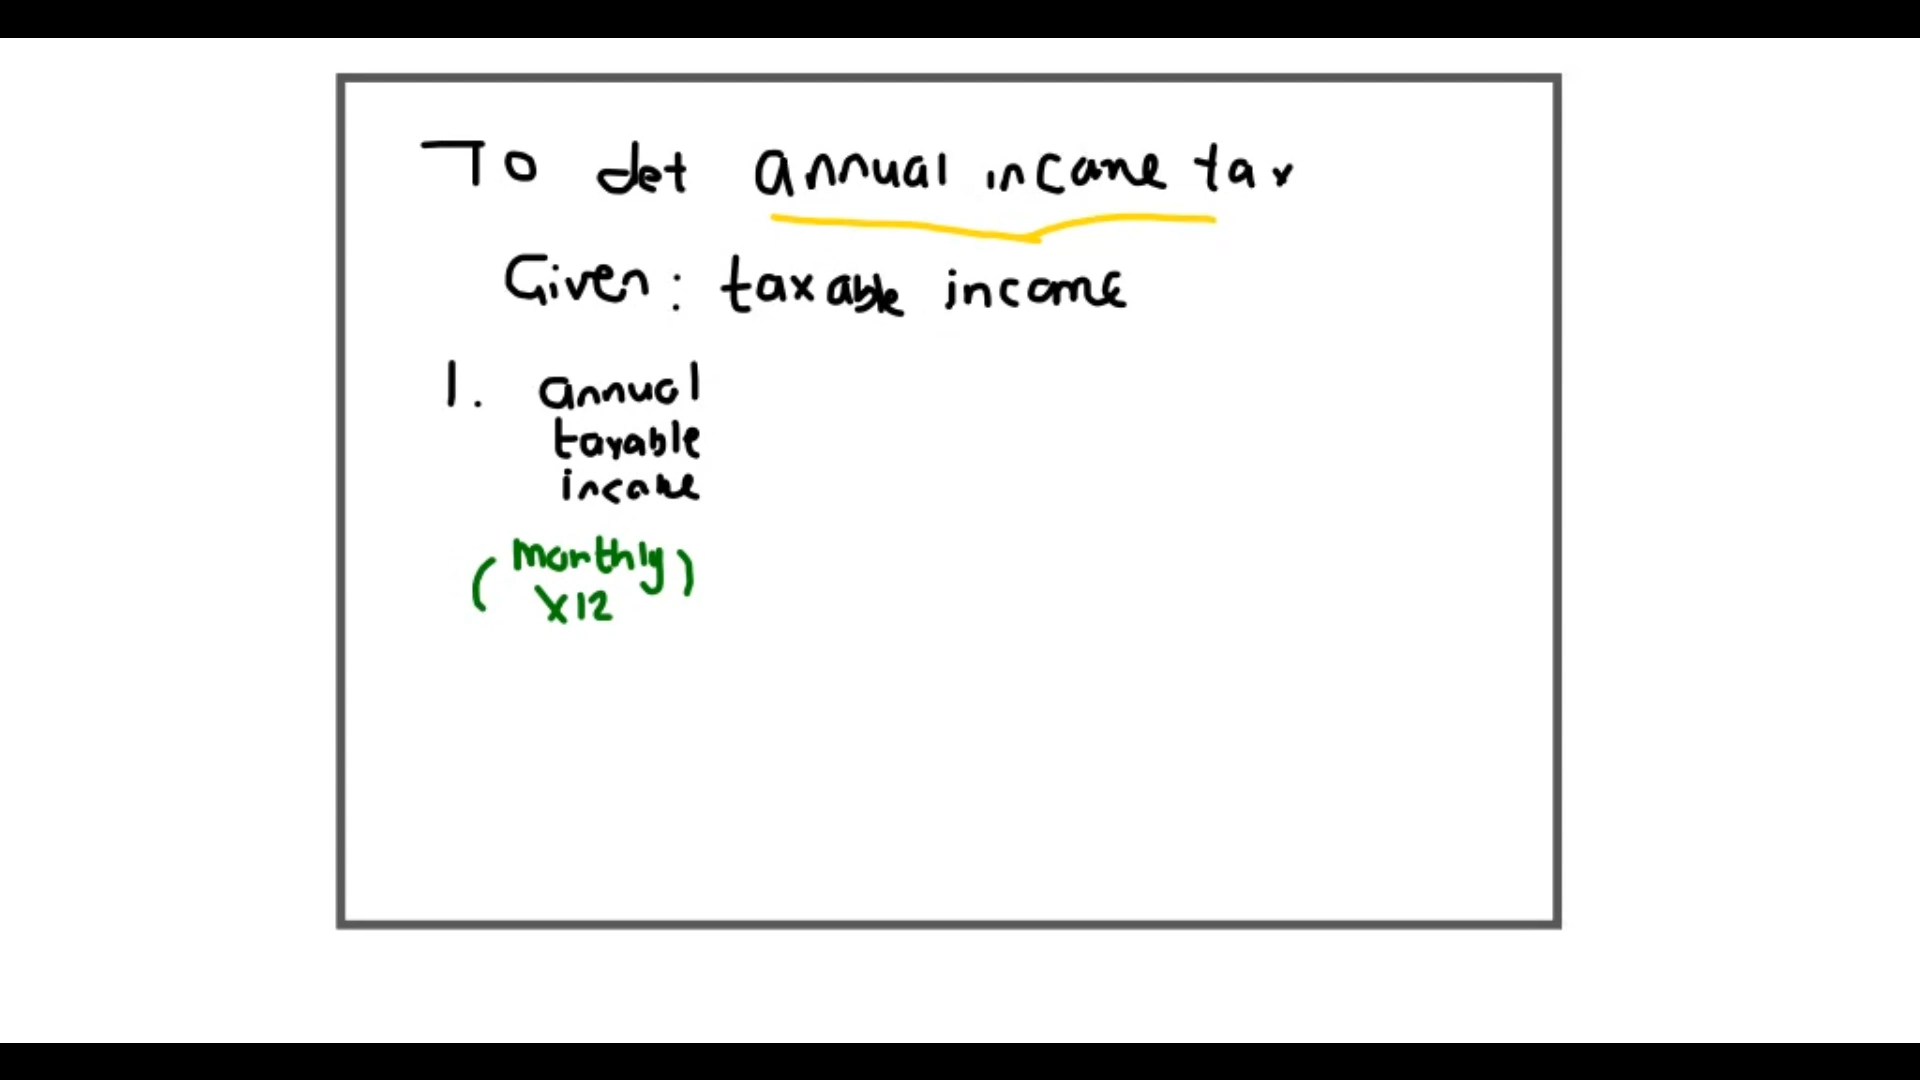 To det annual income tax
Given: taxable income
1. annual
taxable
income
(monthly)
x12